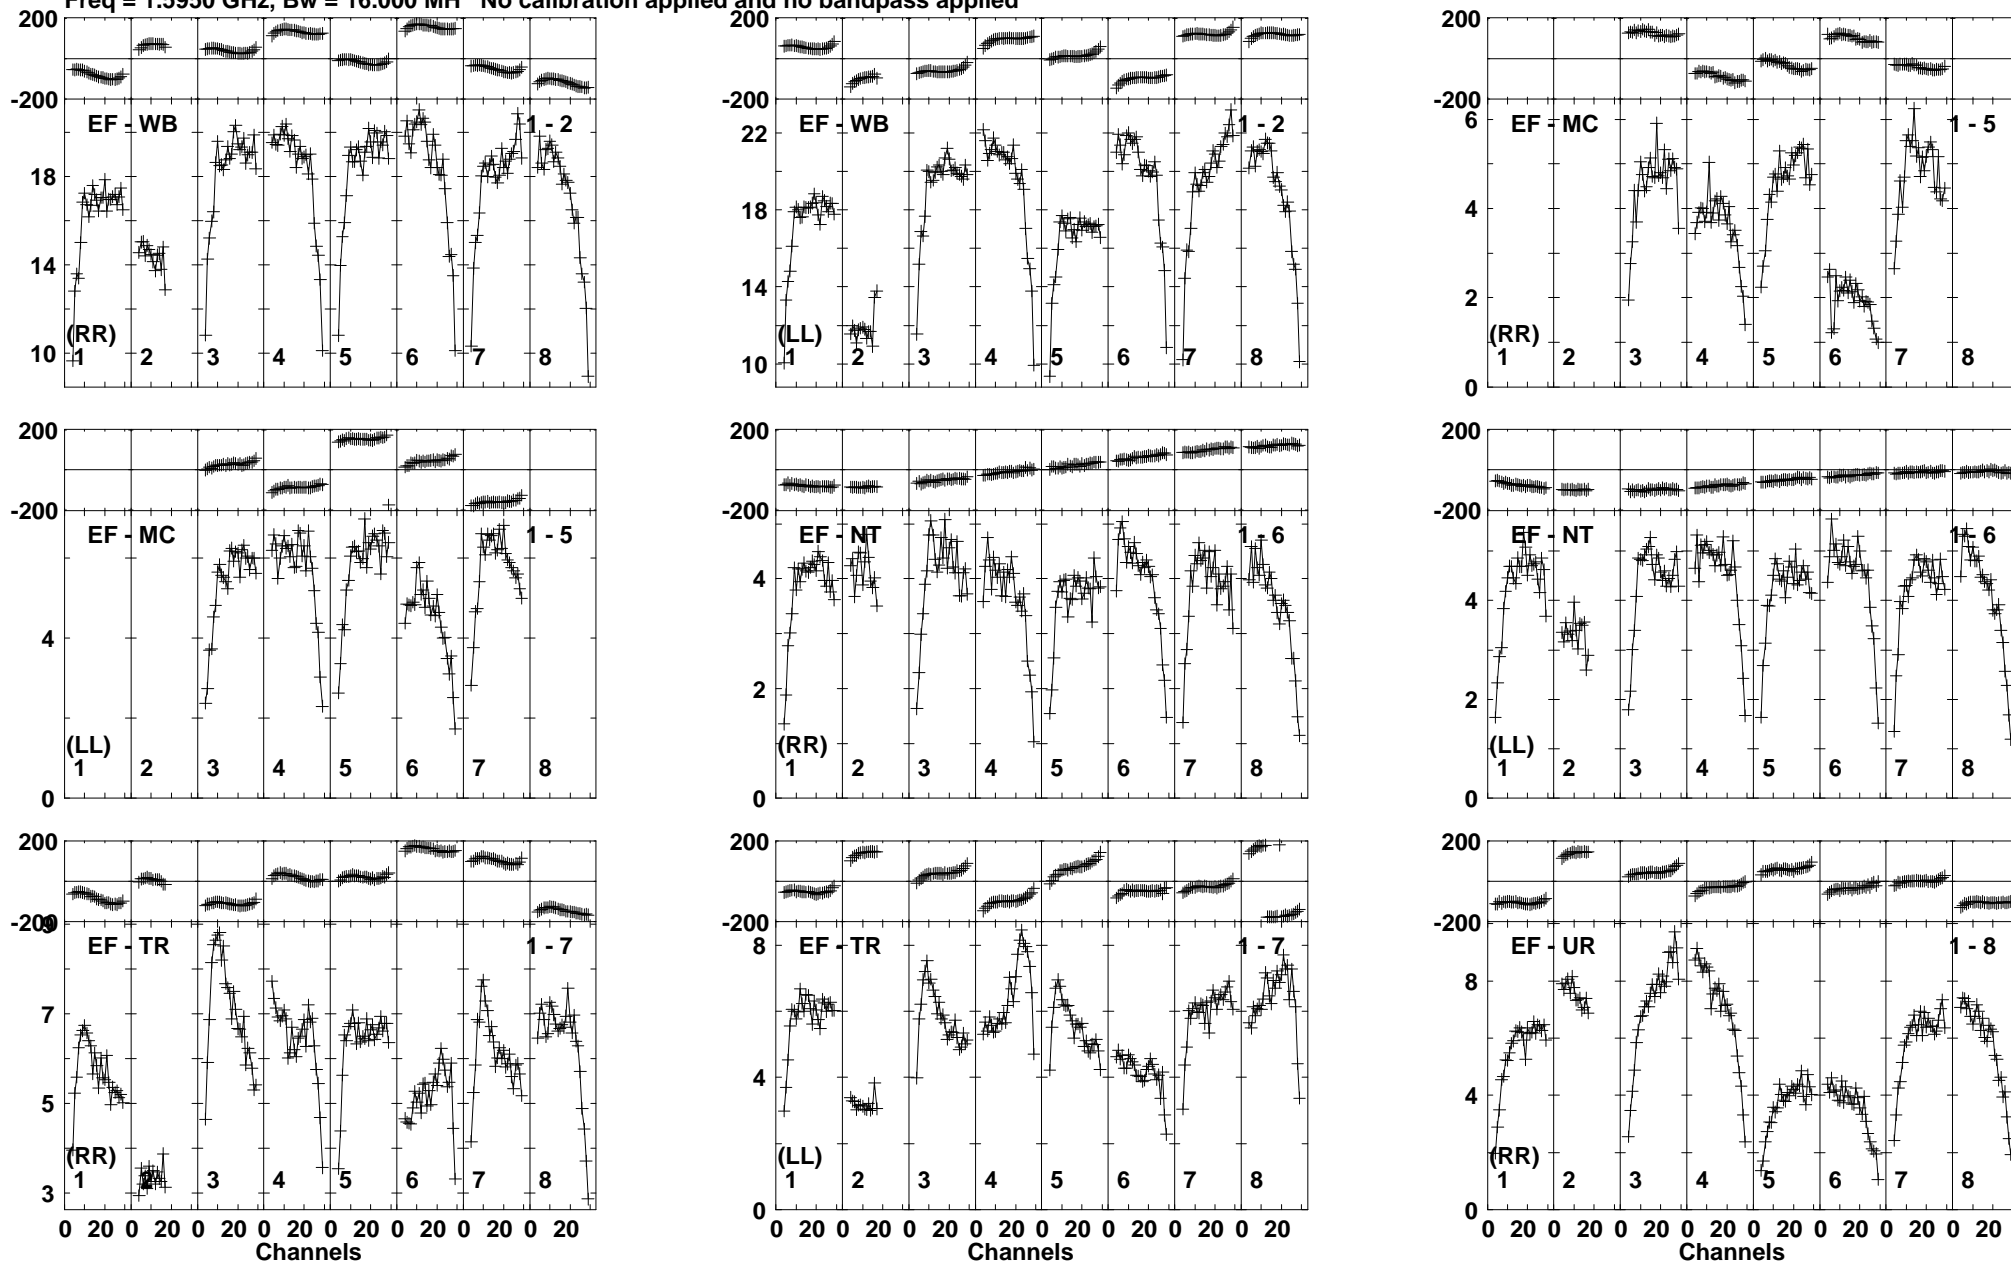 Freq = 1.5950 GHz, Bw = 16.000 MH No calibration applied and no bandpass applied
200 200 200
-200 -200 -200
EF - WB 1 - 2 EF - WB 1 - 2 EF - MC 1 - 5
18 14 10
22 18 14 10
6 4 2 0
(RR) (LL) (RR)
1 2 3 4 5 6 7 8 1 2 3 4 5 6 7 8 1 2 3 4 5 6 7 8
200 200 200
-200 -200 -200
EF - MC 1 - 5 EF - NT 1 - 6 EF - NT 1 - 6
4 0
4 2 0
4 2 0
(LL) (RR) (LL)
1 2 3 4 5 6 7 8 1 2 3 4 5 6 7 8 1 2 3 4 5 6 7 8
200 200 200
-200 -200 -200
EF - TR 1 - 7 EF - TR 1 - 7 EF - UR 1 - 8
9 7 5 3
8 4 0
8 4 0
(RR) (LL) (RR)
1 2 3 4 5 6 7 8 1 2 3 4 5 6 7 8 1 2 3 4 5 6 7 8
0 20 0 20 0 20 0 20 0 20 0 20 0 20 0 20 0 20 0 20 0 20 0 20 0 20 0 20 0 20 0 20 0 20 0 20 0 20 0 20 0 20 0 20 0 20 0 20
Channels Channels Channels